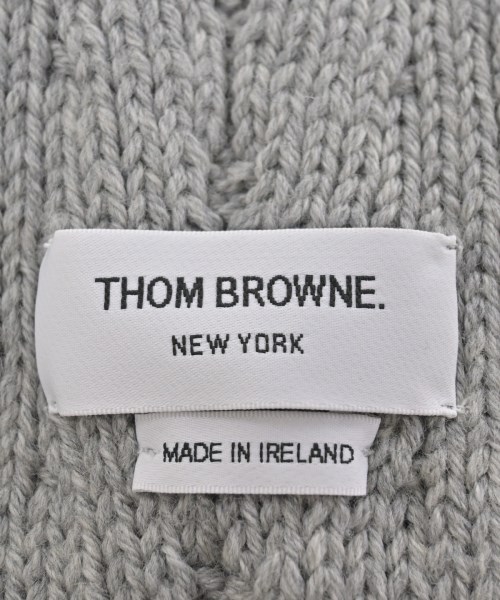 THOM BROWNE.
NEW YORK
MADE IN IRELAND